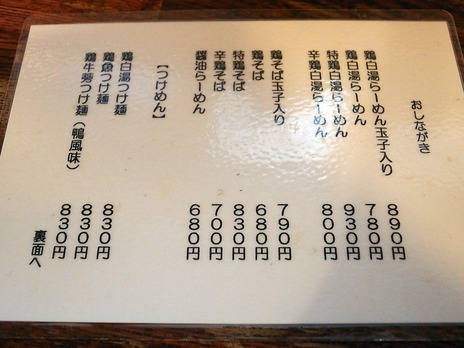 おしながき
鶏白湯らーめん玉子入り 890円
鶏白湯らーめん 780円
特鶏白湯らーめん 930円
辛鶏白湯らーめん 800円
鶏そば玉子入り 790円
鶏そば 680円
特鶏そば 830円
辛鶏そば 700円
醤油らーめん 680円
【つけめん】
鶏白湯つけ麺 830円
鶏魚つけ麺 830円
鶏牛蒡つけ麺（鴨風味） 830円
裏面へ